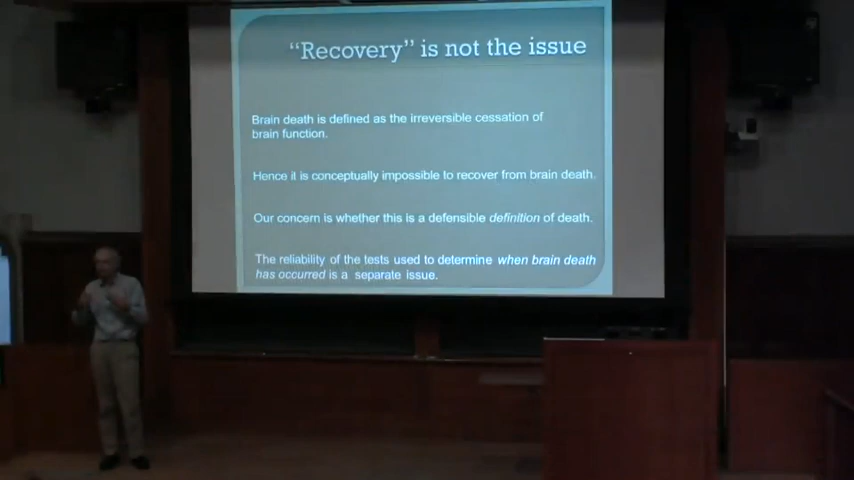 “Recovery” is not the issue
Brain death is defined as the irreversible cessation of
brain function.
Hence it is conceptually impossible to recover from brain death.
Our concern is whether this is a defensible definition of death.
The reliability of the tests used to determine when brain death
has occurred is a separate issue.